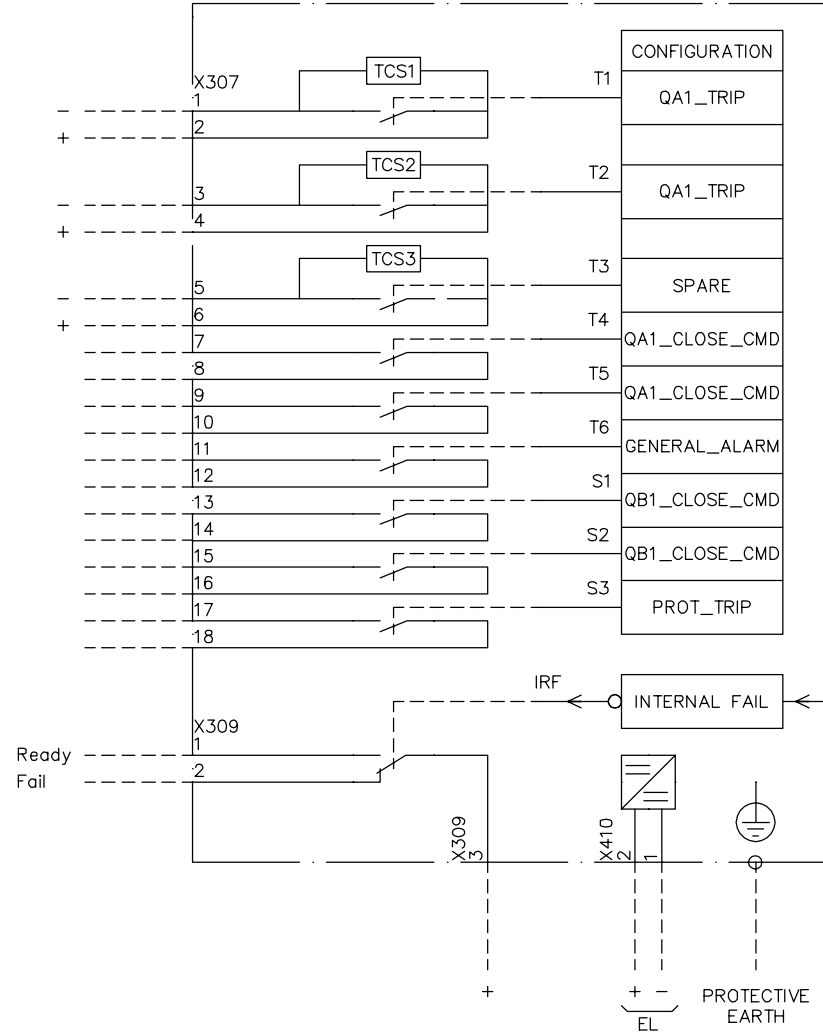 CONFIGURATION
TCS1
T1
X307
QA1_TRIP
1
−
2
+
TCS2
T2
3
QA1_TRIP
−
4
+
TCS3
T3
5
SPARE
−
6
T4
+
7
QA1_CLOSE_CMD
8
T5
9
QA1_CLOSE_CMD
10
T6
11
GENERAL_ALARM
12
S1
13
QB1_CLOSE_CMD
14
S2
15
QB1_CLOSE_CMD
16
S3
17
PROT_TRIP
18
IRF
INTERNAL FAIL
X309
1
Ready
2
Fail
X309
3
X410
2
1
+
+ −
EL
PROTECTIVE
EARTH